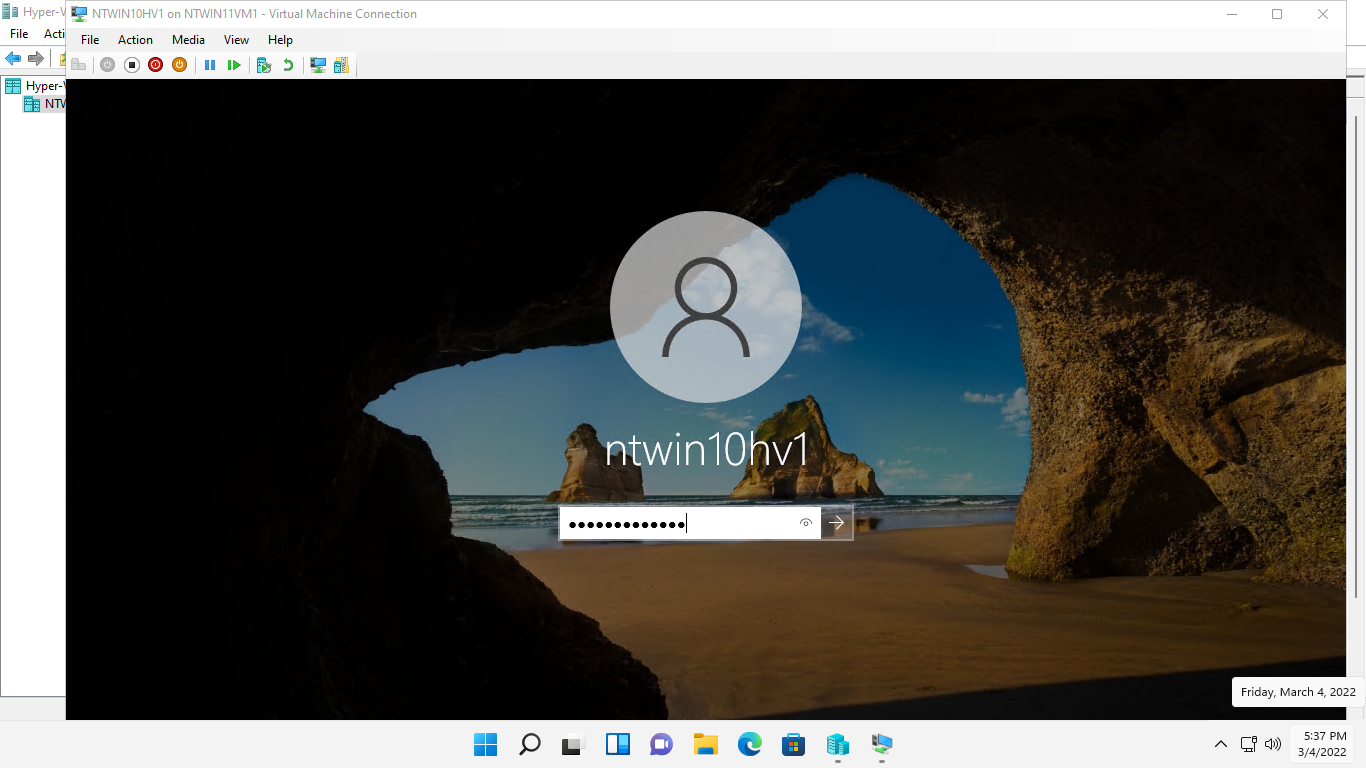 Hyper-V
File Acti
Hyper-V
NTW
NTWIN10HV1 on NTWIN11VM1 - Virtual Machine Connection
File Action Media View Help
ntwin10hv1
Friday, March 4, 2022
5:37 PM
3/4/2022